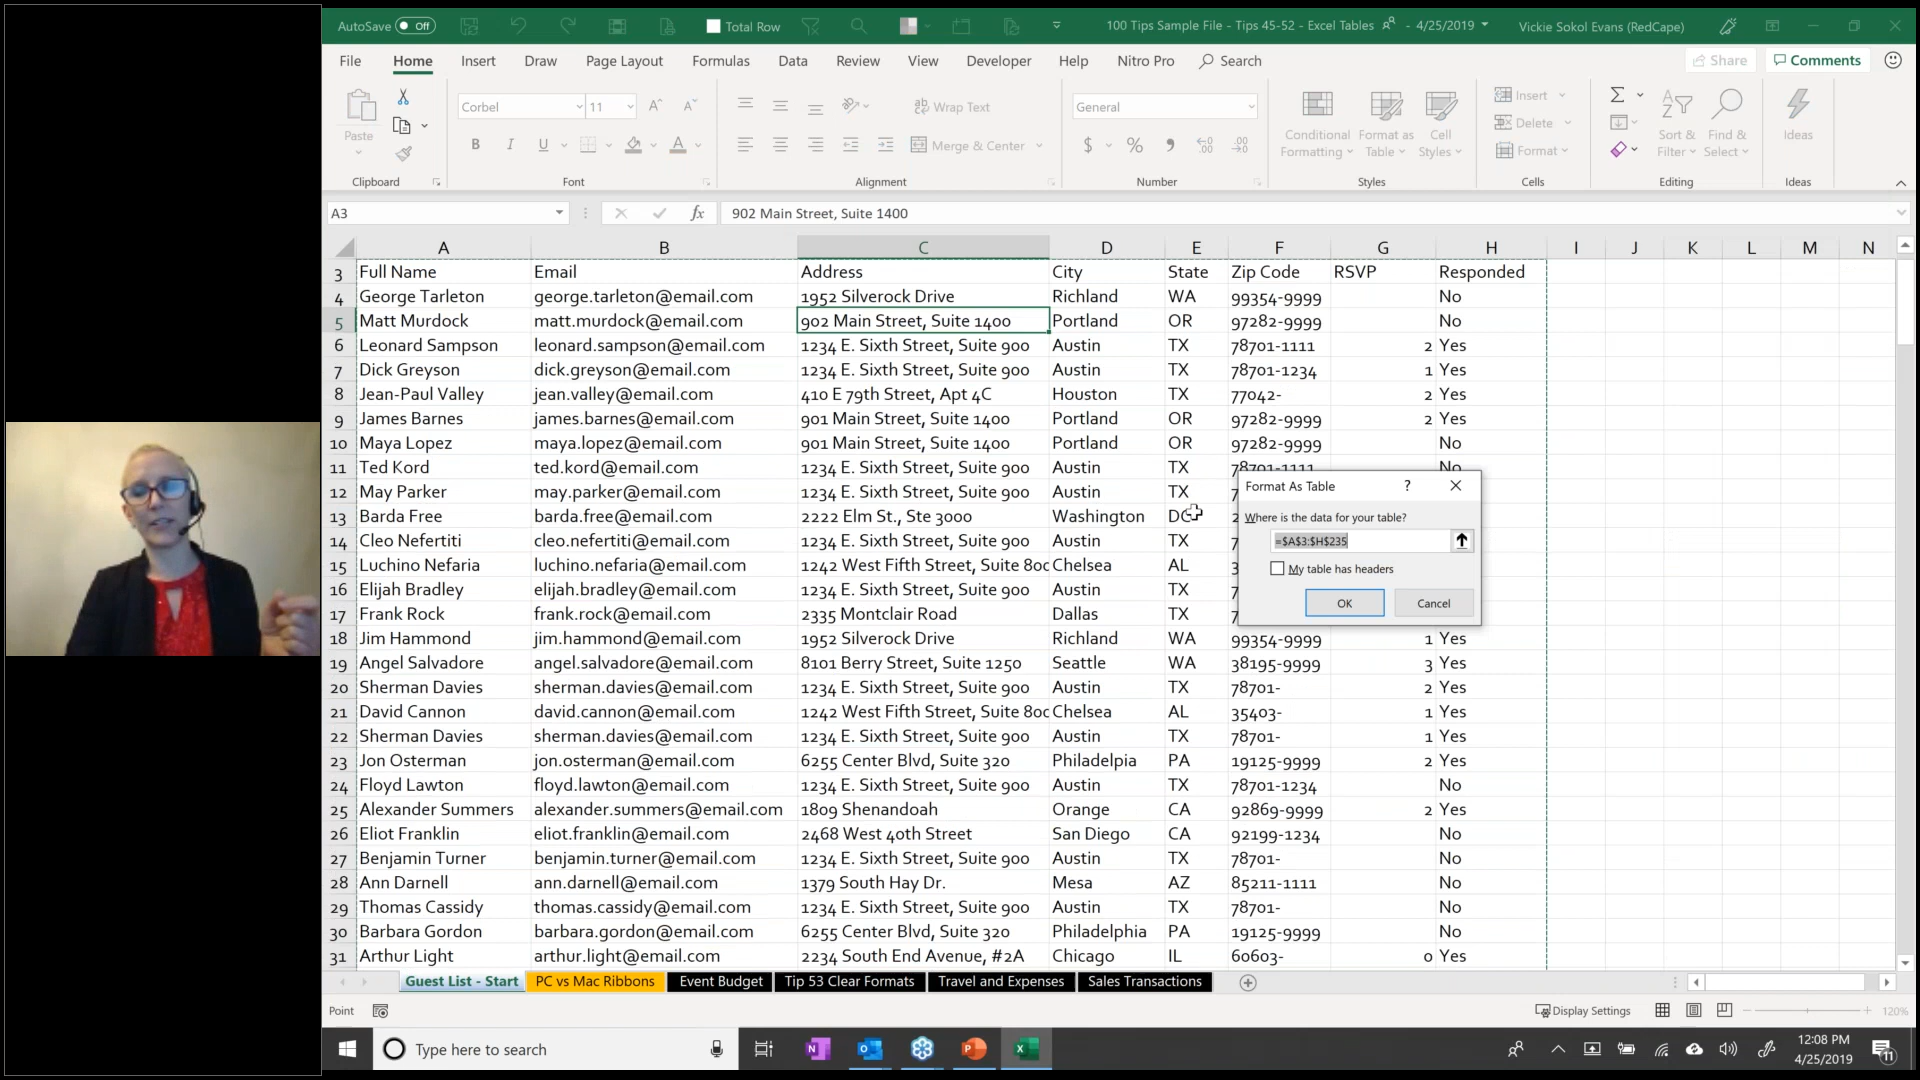 AutoSave Off Total Row 100 Tips Sample File - Tips 45-52 - Excel Tables - 4/25/2019 Vickie Sokol Evans (RedCape)
File Home Insert Draw Page Layout Formulas Data Review View Developer Help Nitro Pro Search Share Comments
Paste Corbel 11 Wrap Text General Conditional Formatting Format as Table Cell Styles Insert Sort & Filter Find & Select Ideas
B I U Merge & Center $ % Delete
Format
Clipboard Font Alignment Number Styles Cells Editing Ideas
A3 fx 902 Main Street, Suite 1400
A B C D E F G H I J K L M N
3 Full Name Email Address City State Zip Code RSVP Responded
4 George Tarleton george.tarleton@email.com 1952 Silverock Drive Richland WA 99354-9999 No
5 Matt Murdock matt.murdock@email.com 902 Main Street, Suite 1400 Portland OR 97282-9999 No
6 Leonard Sampson leonard.sampson@email.com 1234 E. Sixth Street, Suite 900 Austin TX 78701-1111 2 Yes
7 Dick Greyson dick.greyson@email.com 1234 E. Sixth Street, Suite 900 Austin TX 78701-1234 1 Yes
8 Jean-Paul Valley jean.valley@email.com 410 E 79th Street, Apt 4C Houston TX 77042- 2 Yes
9 James Barnes james.barnes@email.com 901 Main Street, Suite 1400 Portland OR 97282-9999 2 Yes
10 Maya Lopez maya.lopez@email.com 901 Main Street, Suite 1400 Portland OR 97282-9999 No
11 Ted Kord ted.kord@email.com 1234 E. Sixth Street, Suite 900 Austin TX 78701-1111 No
12 May Parker may.parker@email.com 1234 E. Sixth Street, Suite 900 Austin TX
13 Barda Free barda.free@email.com 2222 Elm St., Ste 3000 Washington DC
14 Cleo Nefertiti cleo.nefertiti@email.com 1234 E. Sixth Street, Suite 900 Austin TX
15 Luchino Nefaria luchino.nefaria@email.com 1242 West Fifth Street, Suite 800 Chelsea AL
16 Elijah Bradley elijah.bradley@email.com 1234 E. Sixth Street, Suite 900 Austin TX
17 Frank Rock frank.rock@email.com 2335 Montclair Road Dallas TX
18 Jim Hammond jim.hammond@email.com 1952 Silverock Drive Richland WA 99354-9999 1 Yes
19 Angel Salvadore angel.salvadore@email.com 8101 Berry Street, Suite 1250 Seattle WA 38195-9999 3 Yes
20 Sherman Davies sherman.davies@email.com 1234 E. Sixth Street, Suite 900 Austin TX 78701- 2 Yes
21 David Cannon david.cannon@email.com 1242 West Fifth Street, Suite 800 Chelsea AL 35403- 1 Yes
22 Sherman Davies sherman.davies@email.com 1234 E. Sixth Street, Suite 900 Austin TX 78701- 1 Yes
23 Jon Osterman jon.osterman@email.com 6255 Center Blvd, Suite 320 Philadelpia PA 19125-9999 2 Yes
24 Floyd Lawton floyd.lawton@email.com 1234 E. Sixth Street, Suite 900 Austin TX 78701-1234 No
25 Alexander Summers alexander.summers@email.com 1809 Shenandoah Orange CA 92869-9999 2 Yes
26 Eliot Franklin eliot.franklin@email.com 2468 West 40th Street San Diego CA 92199-1234 No
27 Benjamin Turner benjamin.turner@email.com 1234 E. Sixth Street, Suite 900 Austin TX 78701- No
28 Ann Darnell ann.darnell@email.com 1379 South Hay Dr. Mesa AZ 85211-1111 No
29 Thomas Cassidy thomas.cassidy@email.com 1234 E. Sixth Street, Suite 900 Austin TX 78701- No
30 Barbara Gordon barbara.gordon@email.com 6255 Center Blvd, Suite 320 Philadelphia PA 19125-9999 No
31 Arthur Light arthur.light@email.com 2234 South End Avenue, #2A Chicago IL 60603- 0 Yes
Format As Table ?
Where is the data for your table?
=$A$3:$H$235
My table has headers
OK Cancel
Guest List - Start PC vs Mac Ribbons Event Budget Tip 53 Clear Formats Travel and Expenses Sales Transactions
Point Display Settings 120%
Type here to search 12:08 PM
4/25/2019 11